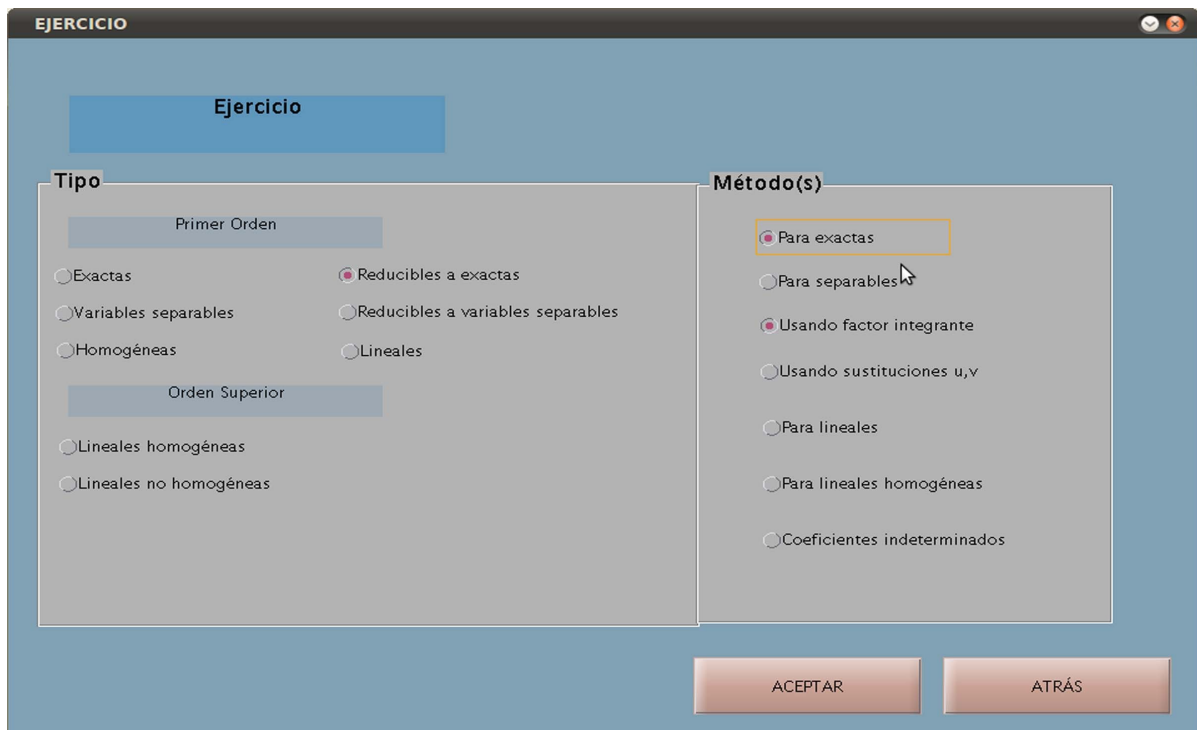 EJERCICIO
Ejercicio
Tipo
Primer Orden
Exactas
Reducibles a exactas
Variables separables
Reducibles a variables separables
Homogéneas
Lineales
Orden Superior
Lineales homogéneas
Lineales no homogéneas
Método(s)
Para exactas
Para separables
Usando factor integrante
Usando sustituciones u,v
Para lineales
Para lineales homogéneas
Coeficientes indeterminados
ACEPTAR
ATRÁS